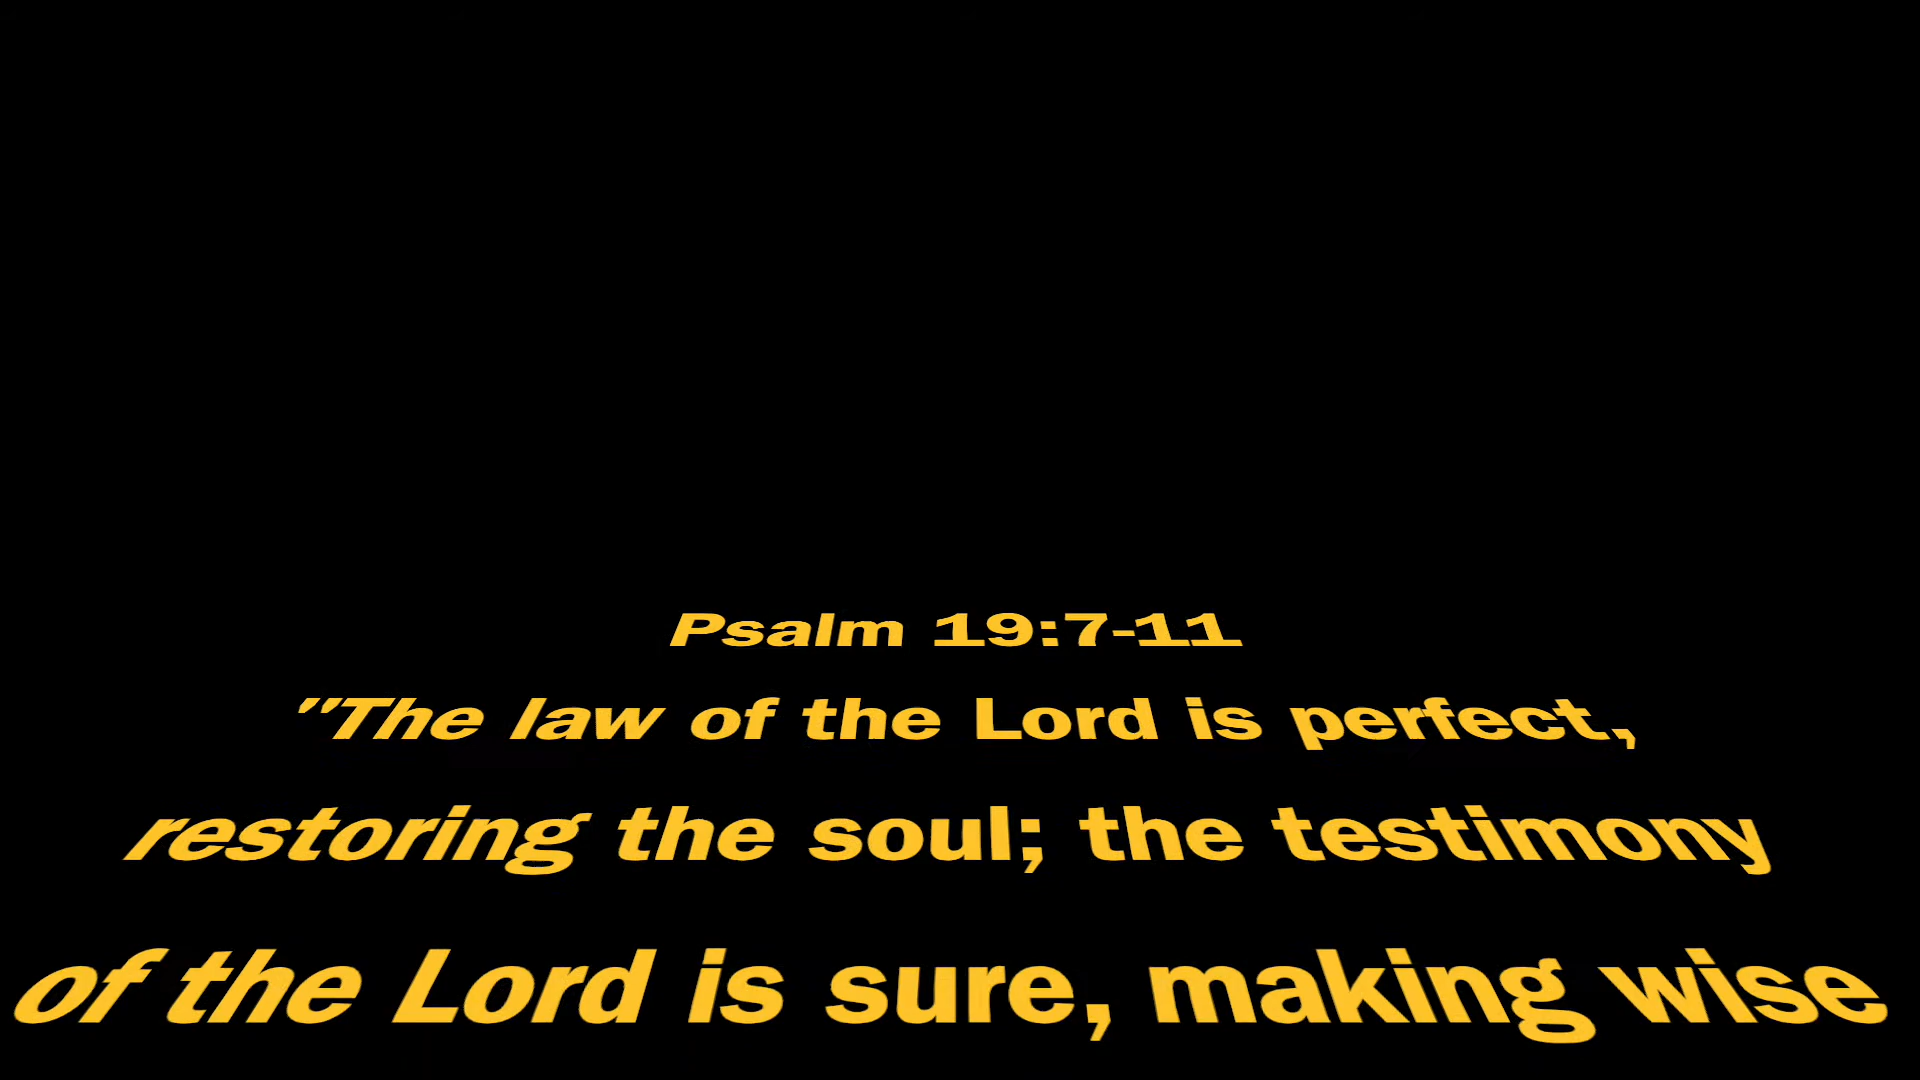 Psalm 19:7-11
"The law of the Lord is perfect,
restoring the soul; the testimony
of the Lord is sure, making wise